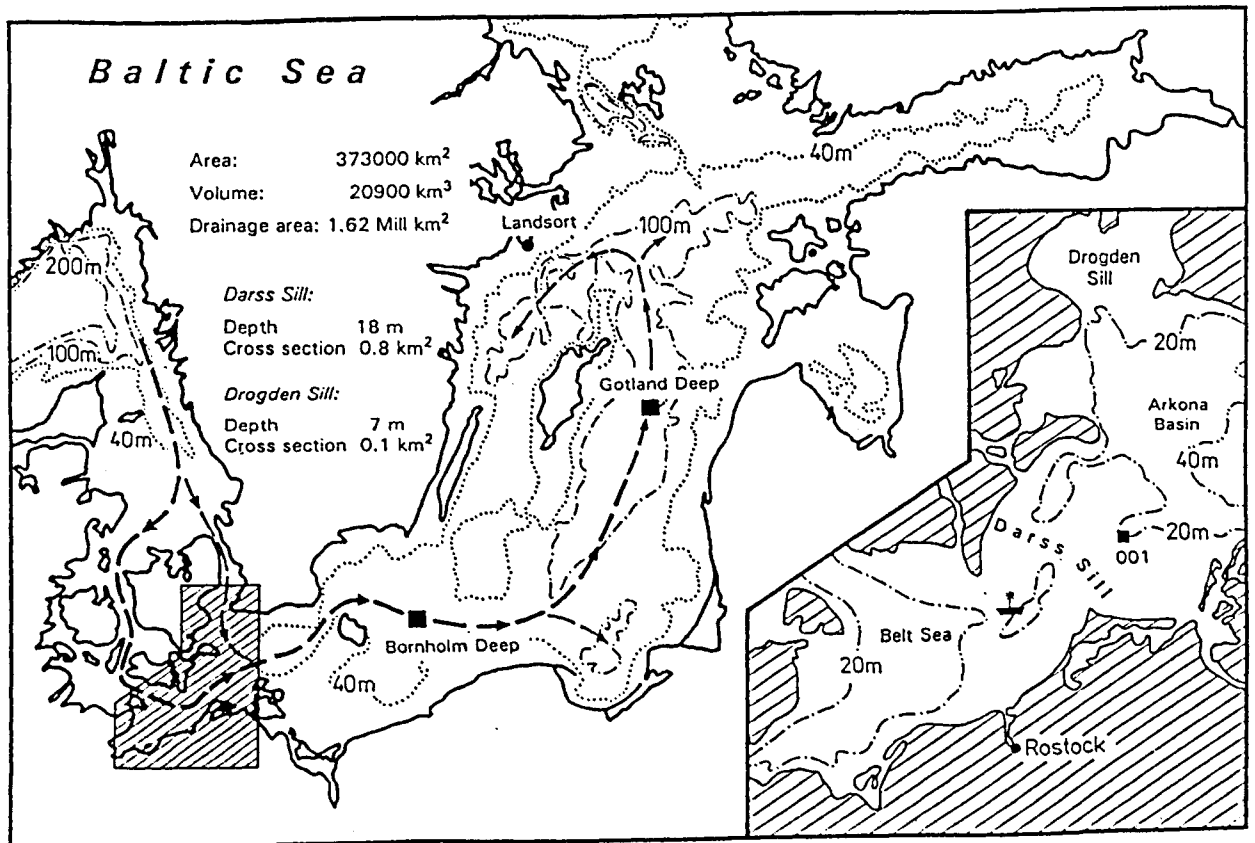 Baltic Sea
Area: 373000 km²
Volume: 20900 km³
Drainage area: 1.62 Mill km²
Darss Sill:
Depth 18 m
Cross section 0.8 km²
Drogden Sill:
Depth 7 m
Cross section 0.1 km²
200m
100m
40m
Landsort
100m
40m
Gotland Deep
Bornholm Deep
40m
Drogden
Sill
20m
Arkona
Basin
40m
20m
001
Darss Sill
Belt Sea
20m
Rostock